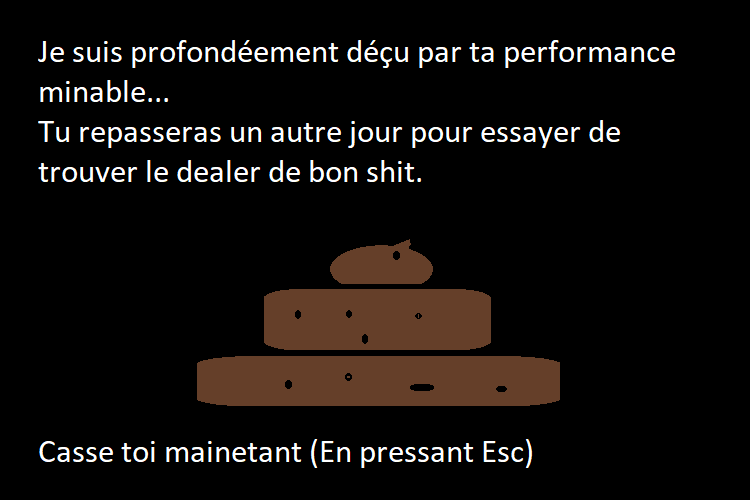 Je suis profondéement déçu par ta performance
minable...
Tu repasseras un autre jour pour essayer de
trouver le dealer de bon shit.
Casse toi mainetant (En pressant Esc)